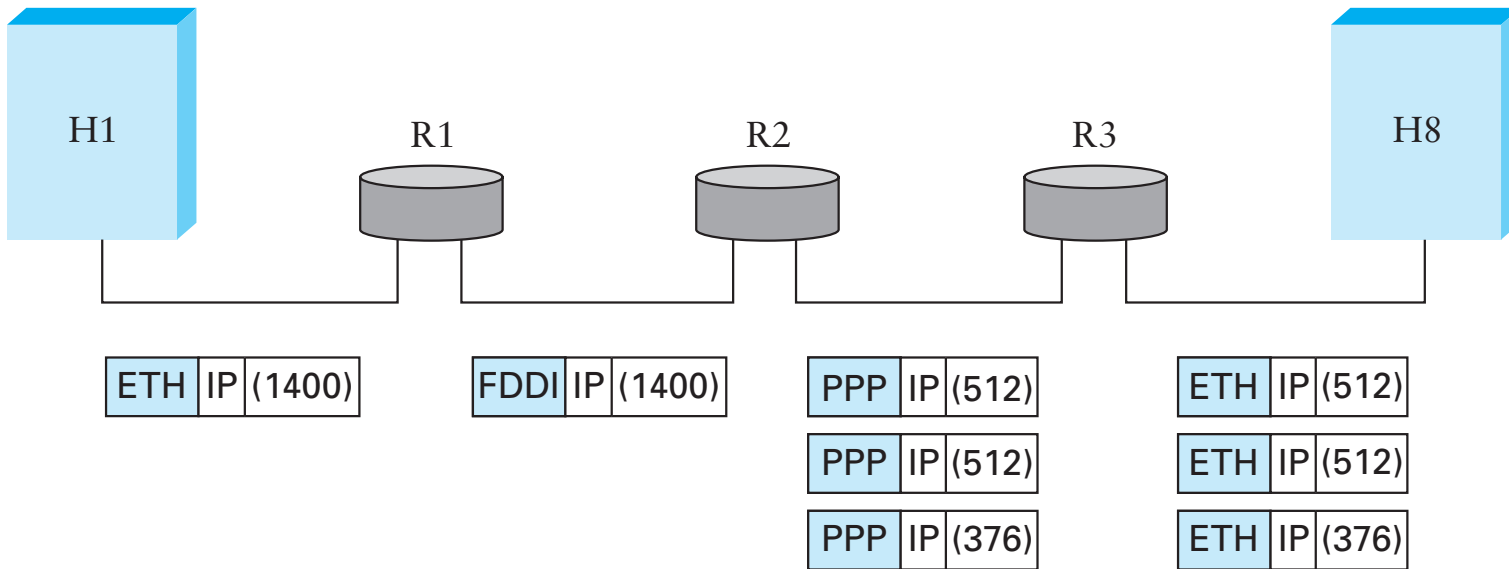 H1
R1
R2
R3
H8
ETH IP (1400)
FDDI IP (1400)
PPP IP (512)
ETH IP (512)
PPP IP (512)
ETH IP (512)
PPP IP (376)
ETH IP (376)